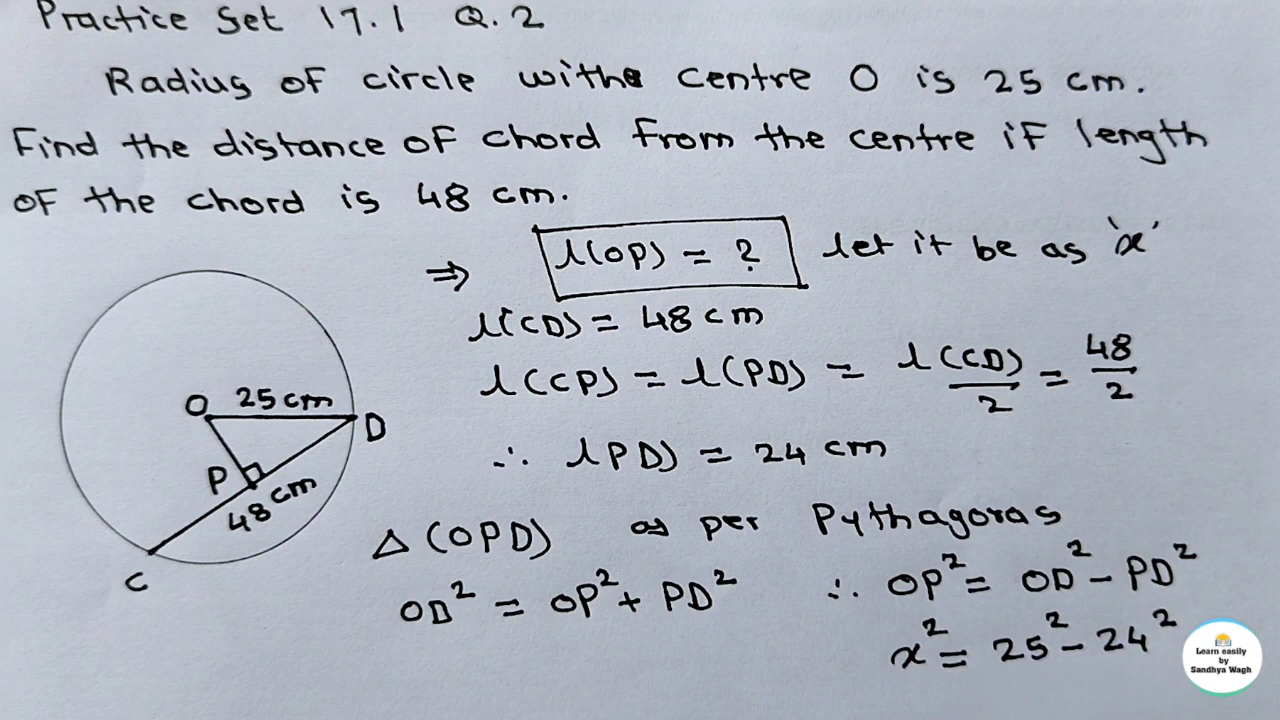 Practice Set 17.1 Q.2
Radius of circle with centre O is 25 cm.
Find the distance of chord from the centre if length
of the chord is 48 cm.
⇒ l(OP) = ? let it be as 'x'
l(CD) = 48 cm
l(CP) = l(PD) = l(CD)/2 = 48/2
∴ l(PD) = 24 cm
O 25 cm D
P 48 cm
C
△(OPD) as per Pythagoras
OD² = OP² + PD² ∴ OP² = OD² - PD²
x² = 25² - 24²
Learn easily
by
Sandhya Wagh